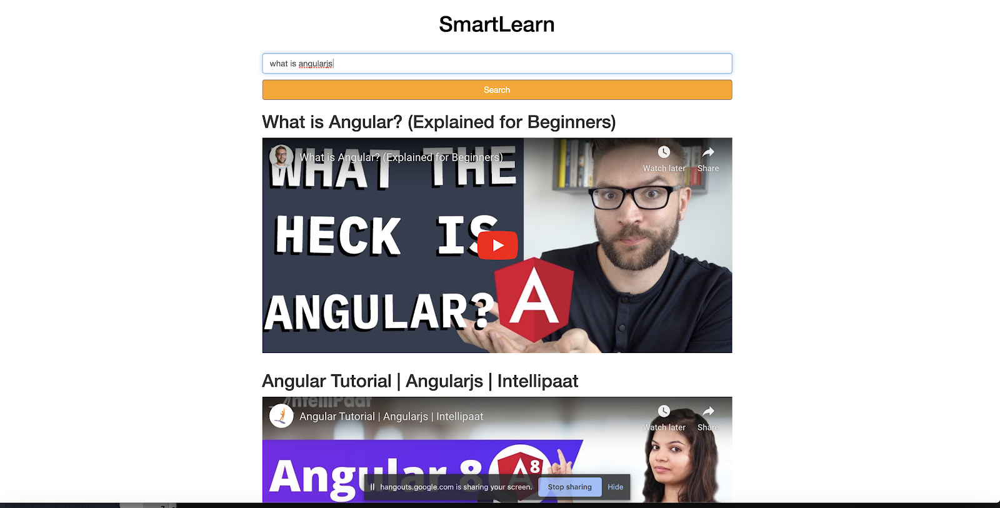 SmartLearn
what is angularjs
Search
What is Angular? (Explained for Beginners)
What is Angular? (Explained for Beginners)
Watch later
Share
WHAT THE
HECK IS
ANGULAR?
A
Angular Tutorial | Angularjs | Intellipaat
intelliPaat
Angular Tutorial | Angularjs | Intellipaat
Watch later
Share
Angular 8
A
8
hangouts.google.com is sharing your screen.
Stop sharing
Hide